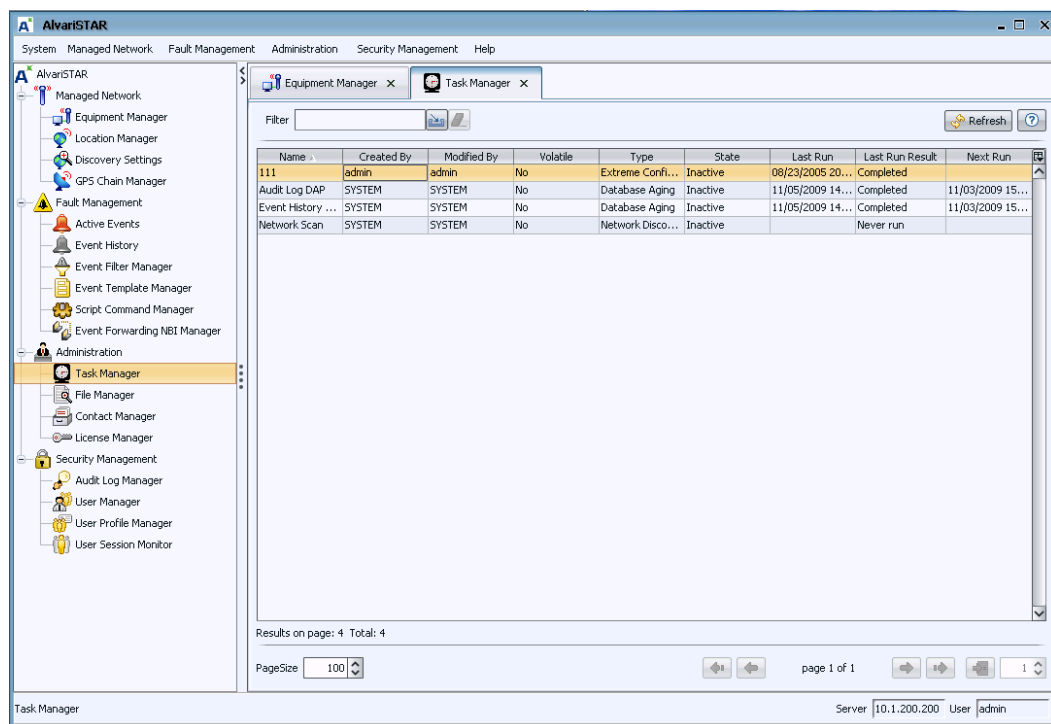 AlvariSTAR
System Managed Network Fault Management Administration Security Management Help
AlvariSTAR
Managed Network
Equipment Manager
Location Manager
Discovery Settings
GPS Chain Manager
Fault Management
Active Events
Event History
Event Filter Manager
Event Template Manager
Script Command Manager
Event Forwarding NBI Manager
Administration
Task Manager
File Manager
Contact Manager
License Manager
Security Management
Audit Log Manager
User Manager
User Profile Manager
User Session Monitor
Equipment Manager Task Manager
Filter Refresh
Name Created By Modified By Volatile Type State Last Run Last Run Result Next Run
111 admin admin No Extreme Confi... Inactive 08/23/2005 20... Completed
Audit Log DAP SYSTEM SYSTEM No Database Aging Inactive 11/05/2009 14... Completed 11/03/2009 15...
Event History ... SYSTEM SYSTEM No Database Aging Inactive 11/05/2009 14... Completed 11/03/2009 15...
Network Scan SYSTEM SYSTEM No Network Disco... Inactive Never run
Results on page: 4 Total: 4
PageSize 100 page 1 of 1 1
Task Manager Server 10.1.200.200 User admin